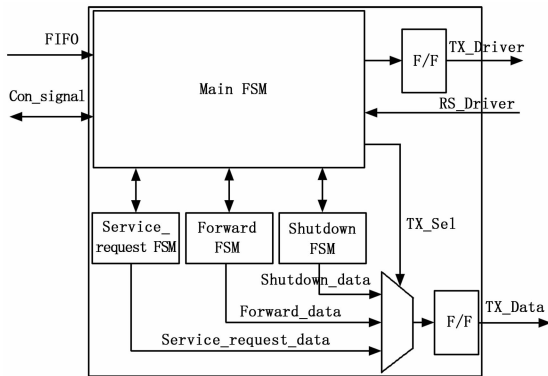 FIFO
TX_Driver
F/F
Main FSM
Con_signal
RS_Driver
Service_
request FSM
Forward
FSM
Shutdown
FSM
TX_Sel
Shutdown_data
Forward_data
TX_Data
F/F
Service_request_data